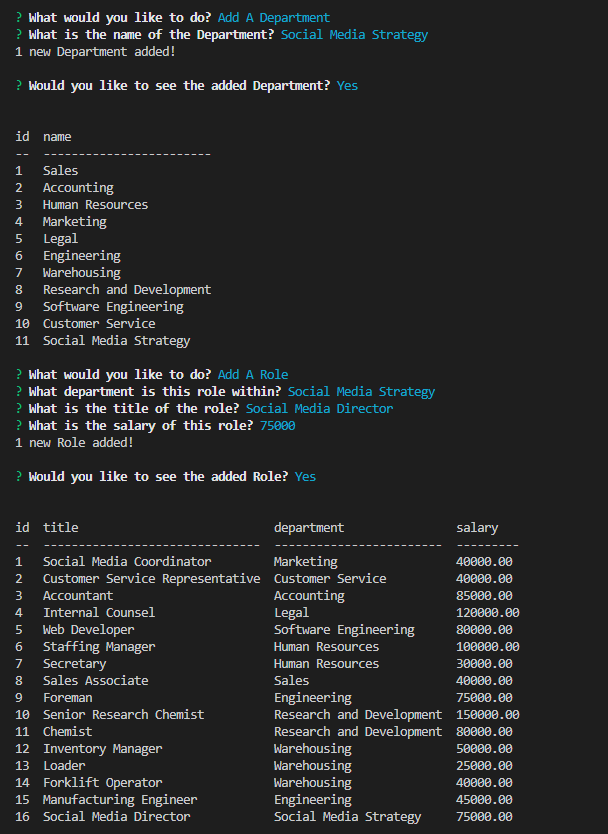 ? What would you like to do? Add A Department
? What is the name of the Department? Social Media Strategy
1 new Department added!
? Would you like to see the added Department? Yes
id  name
--  ------------------------
1   Sales
2   Accounting
3   Human Resources
4   Marketing
5   Legal
6   Engineering
7   Warehousing
8   Research and Development
9   Software Engineering
10  Customer Service
11  Social Media Strategy
? What would you like to do? Add A Role
? What department is this role within? Social Media Strategy
? What is the title of the role? Social Media Director
? What is the salary of this role? 75000
1 new Role added!
? Would you like to see the added Role? Yes
id  title                            department                salary
--  -------------------------------  ------------------------  ---------
1   Social Media Coordinator         Marketing                 40000.00
2   Customer Service Representative  Customer Service          40000.00
3   Accountant                       Accounting                85000.00
4   Internal Counsel                 Legal                     120000.00
5   Web Developer                    Software Engineering      80000.00
6   Staffing Manager                 Human Resources           100000.00
7   Secretary                        Human Resources           30000.00
8   Sales Associate                  Sales                     40000.00
9   Foreman                          Engineering               75000.00
10  Senior Research Chemist          Research and Development  150000.00
11  Chemist                          Research and Development  80000.00
12  Inventory Manager                Warehousing               50000.00
13  Loader                           Warehousing               25000.00
14  Forklift Operator                Warehousing               40000.00
15  Manufacturing Engineer           Engineering               45000.00
16  Social Media Director            Social Media Strategy     75000.00